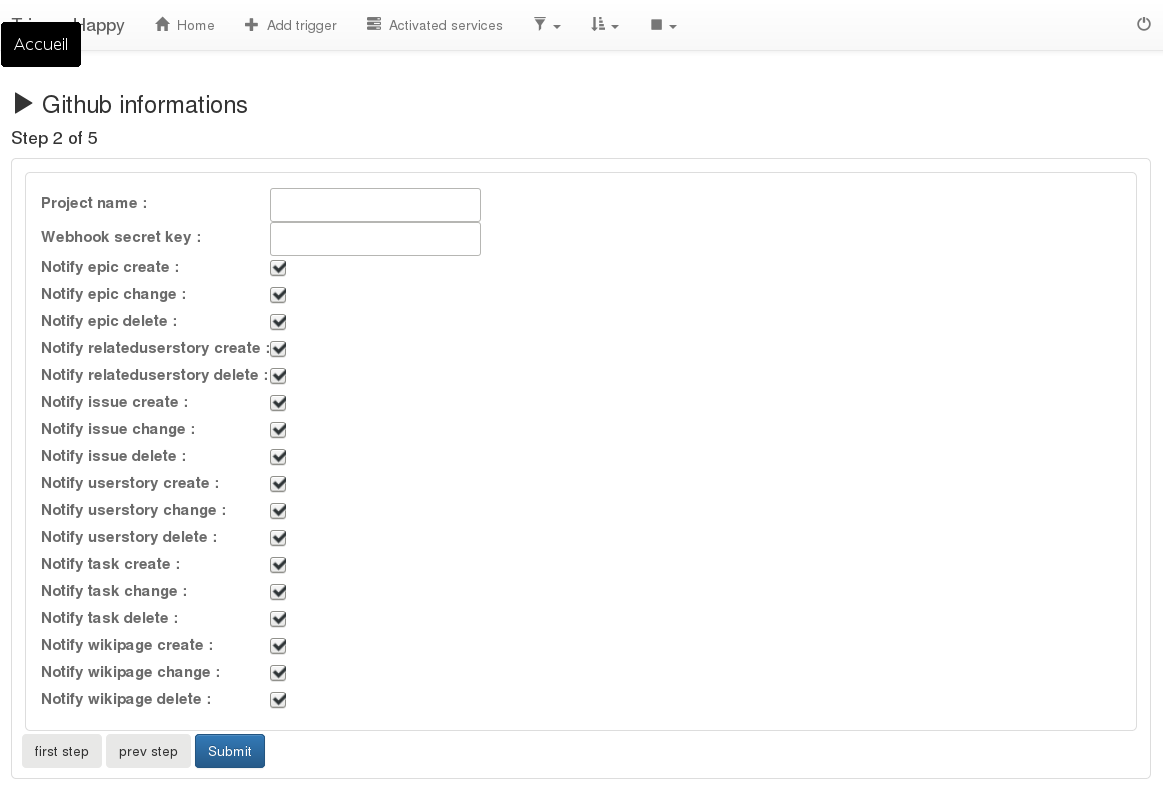 Happy Home Add trigger Activated services
Accueil
Github informations
Step 2 of 5
Project name :
Webhook secret key :
Notify epic create :
Notify epic change :
Notify epic delete :
Notify relateduserstory create :
Notify relateduserstory delete :
Notify issue create :
Notify issue change :
Notify issue delete :
Notify userstory create :
Notify userstory change :
Notify userstory delete :
Notify task create :
Notify task change :
Notify task delete :
Notify wikipage create :
Notify wikipage change :
Notify wikipage delete :
first step prev step Submit